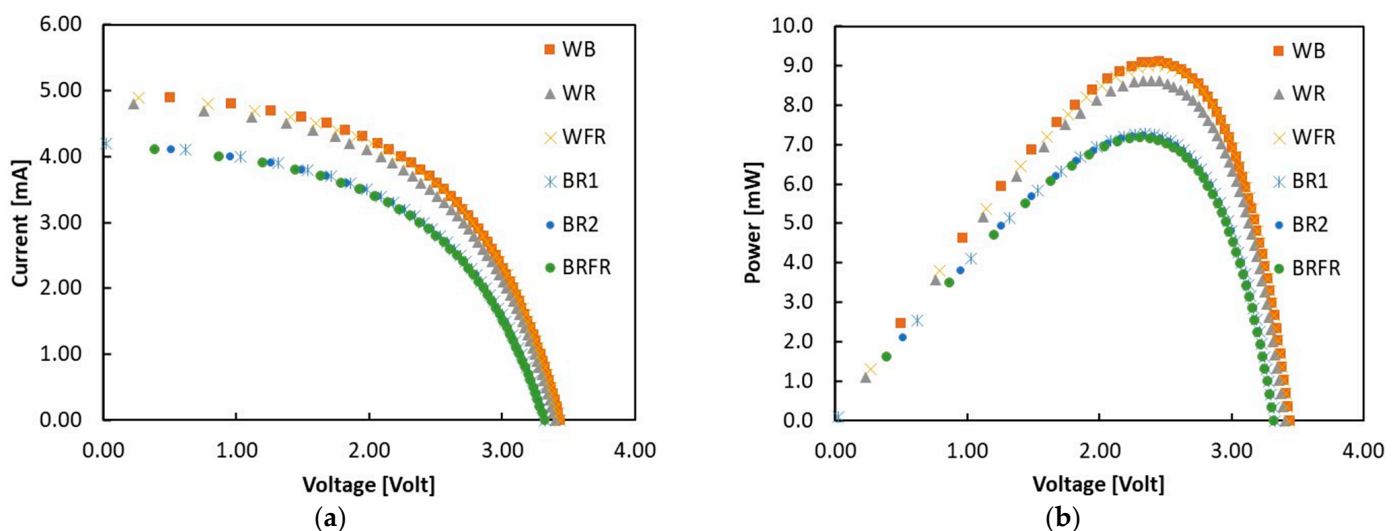 6.00
5.00
4.00
3.00
2.00
1.00
0.00
0.00 1.00 2.00 3.00 4.00
Current [mA]
Voltage [Volt]
WB
WR
WFR
BR1
BR2
BRFR
(a)
10.0
9.0
8.0
7.0
6.0
5.0
4.0
3.0
2.0
1.0
0.0
0.00 1.00 2.00 3.00 4.00
Power [mW]
Voltage [Volt]
WB
WR
WFR
BR1
BR2
BRFR
(b)